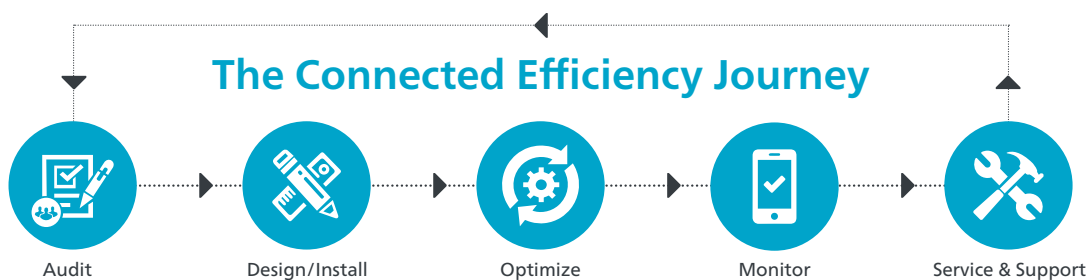 The Connected Efficiency Journey
Audit
Design/Install
Optimize
Monitor
Service & Support